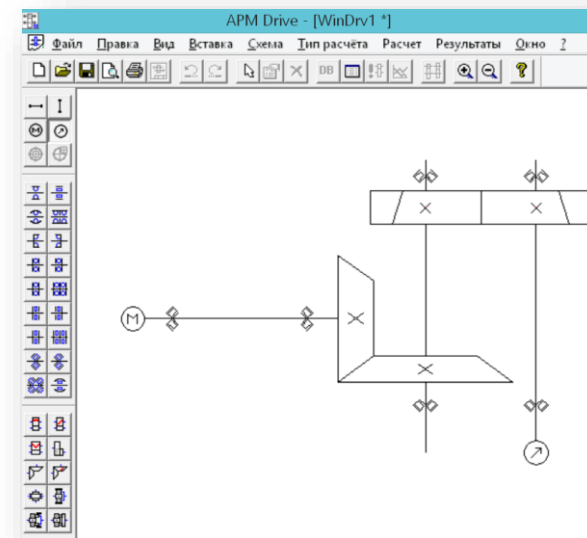 APM Drive - [WinDrv1 *]
Файл Правка Вид Вставка Схема Тип расчёта Расчет Результаты Окно ?
DB ?
M
M